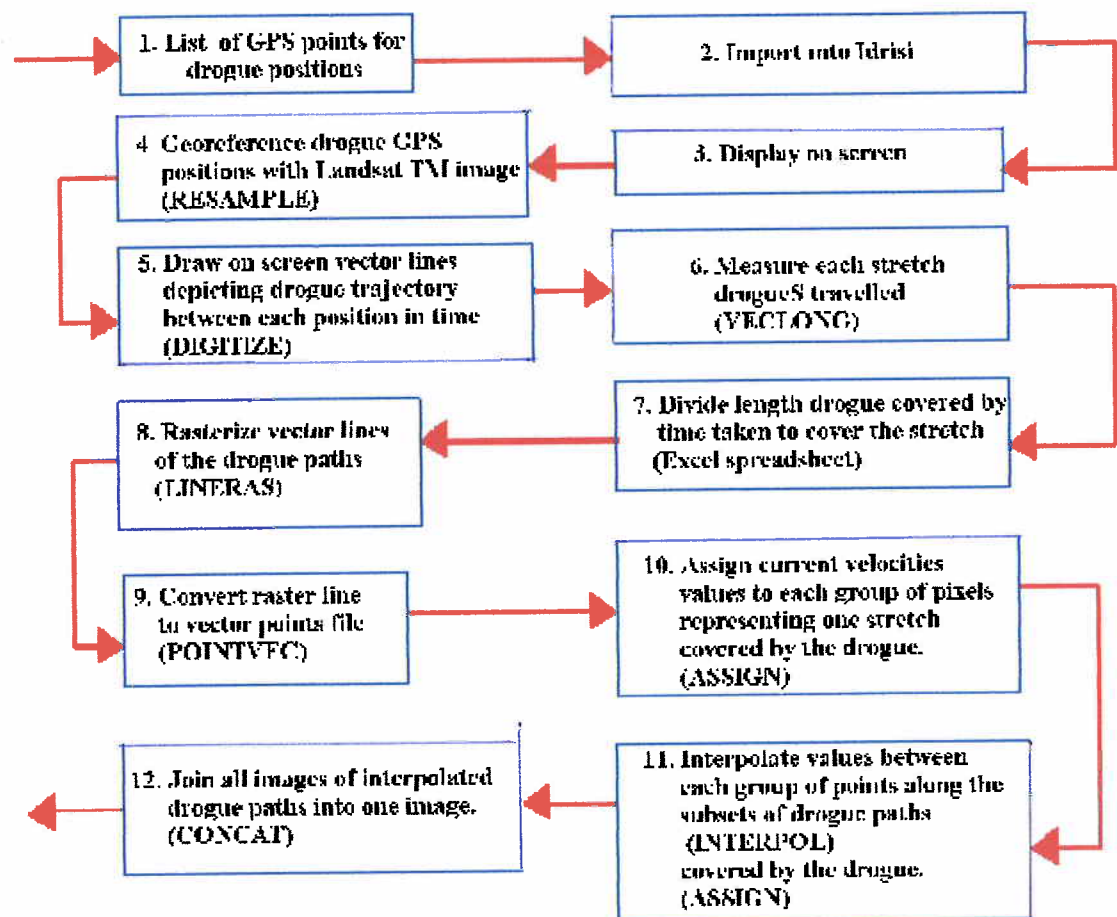 1. List of GPS points for
drogue positions
2. Import into Idrisi
3. Display on screen
4 Georeference drogue GPS
positions with Landsat TM image
(RESAMPLE)
5. Draw on screen vector lines
depicting drogue trajectory
between each position in time
(DIGITIZE)
6. Measure each stretch
drogueS travelled
(VECLONG)
7. Divide length drogue covered by
time taken to cover the stretch
(Excel spreadsheet)
8. Rasterize vector lines
of the drogue paths
(LINERAS)
9. Convert raster line
to vector points file
(POINTVEC)
10. Assign current velocities
values to each group of pixels
representing one stretch
covered by the drogue.
(ASSIGN)
11. Interpolate values between
each group of points along the
subsets of drogue paths
(INTERPOL)
covered by the drogue.
(ASSIGN)
12. Join all images of interpolated
drogue paths into one image.
(CONCAT)